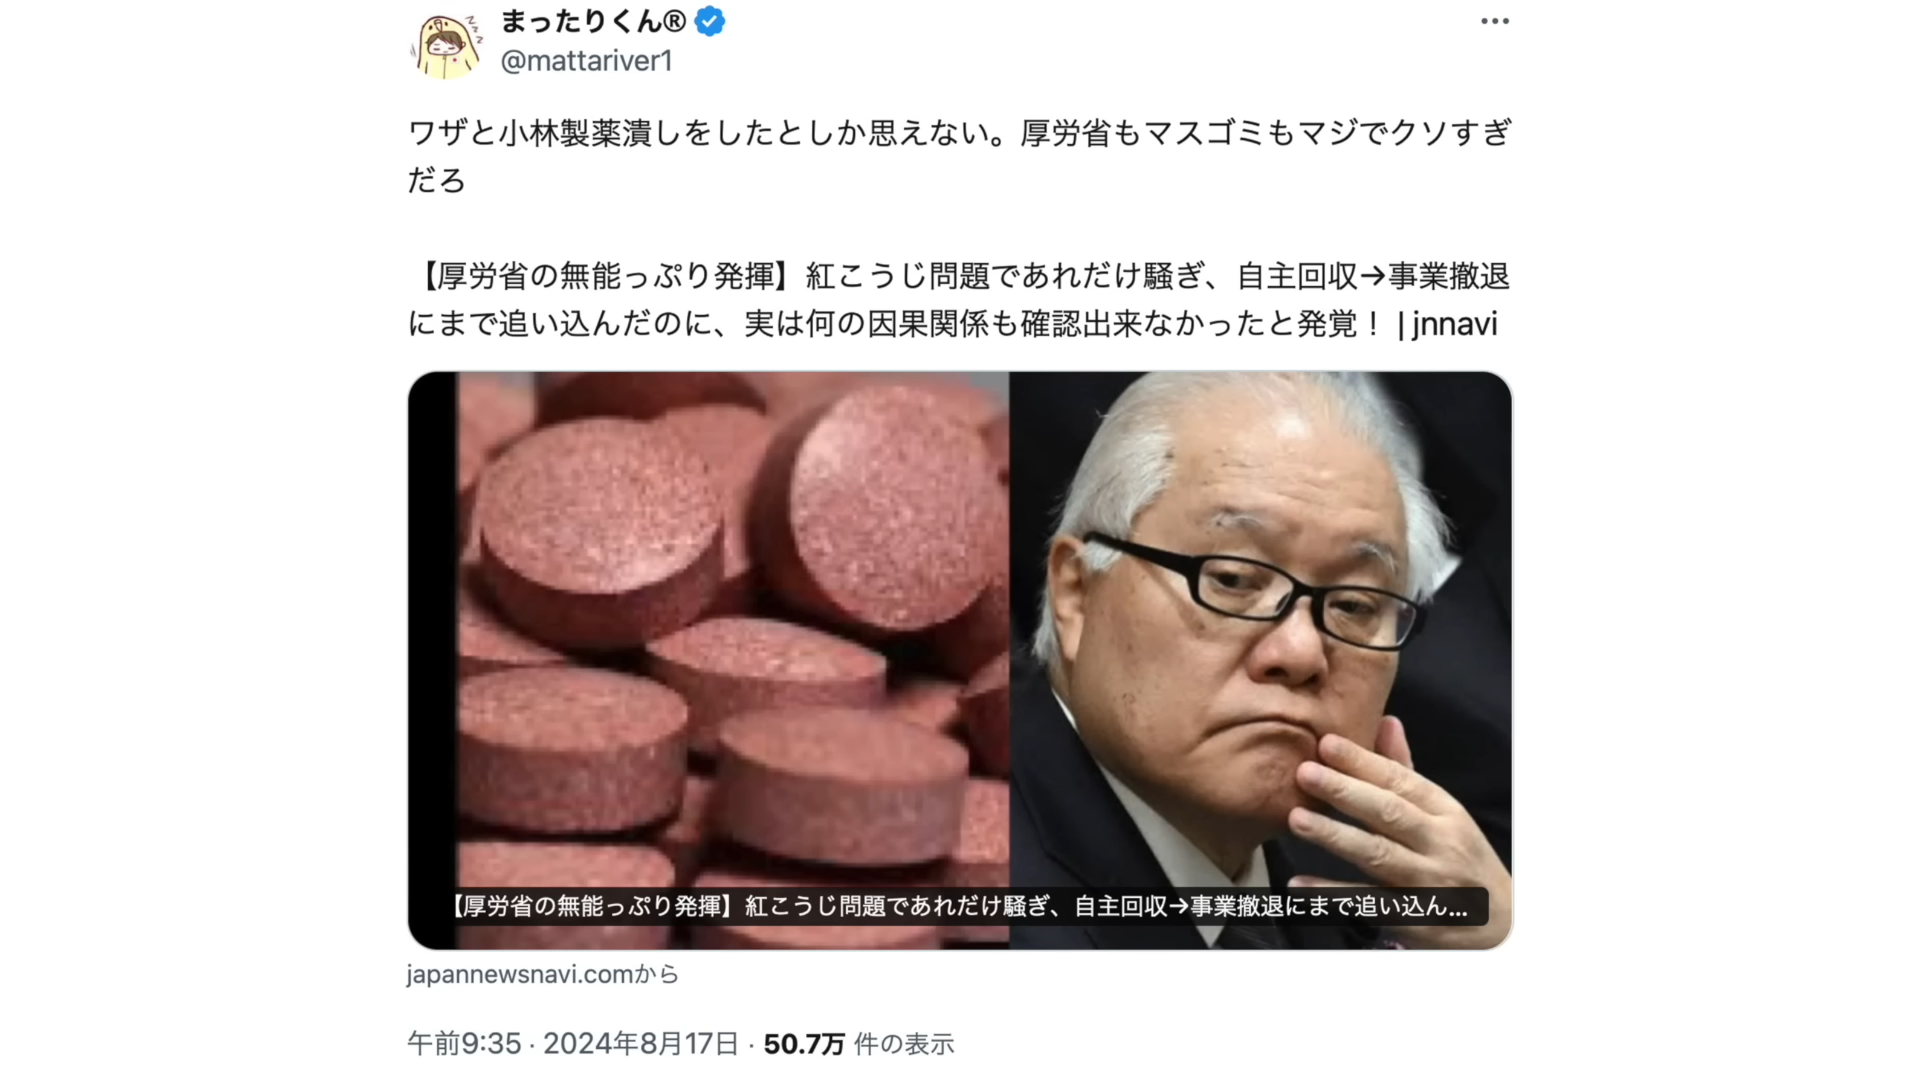 まったりくん®
@mattariver1
ワザと小林製薬潰しをしたとしか思えない。厚労省もマスゴミもマジでクソすぎ
だろ
【厚労省の無能っぷり発揮】紅こうじ問題であれだけ騒ぎ、自主回収→事業撤退
にまで追い込んだのに、実は何の因果関係も確認出来なかったと発覚！ | jnnavi
【厚労省の無能っぷり発揮】紅こうじ問題であれだけ騒ぎ、自主回収→事業撤退にまで追い込ん...
japannewsnavi.comから
午前9:35 · 2024年8月17日 · 50.7万 件の表示